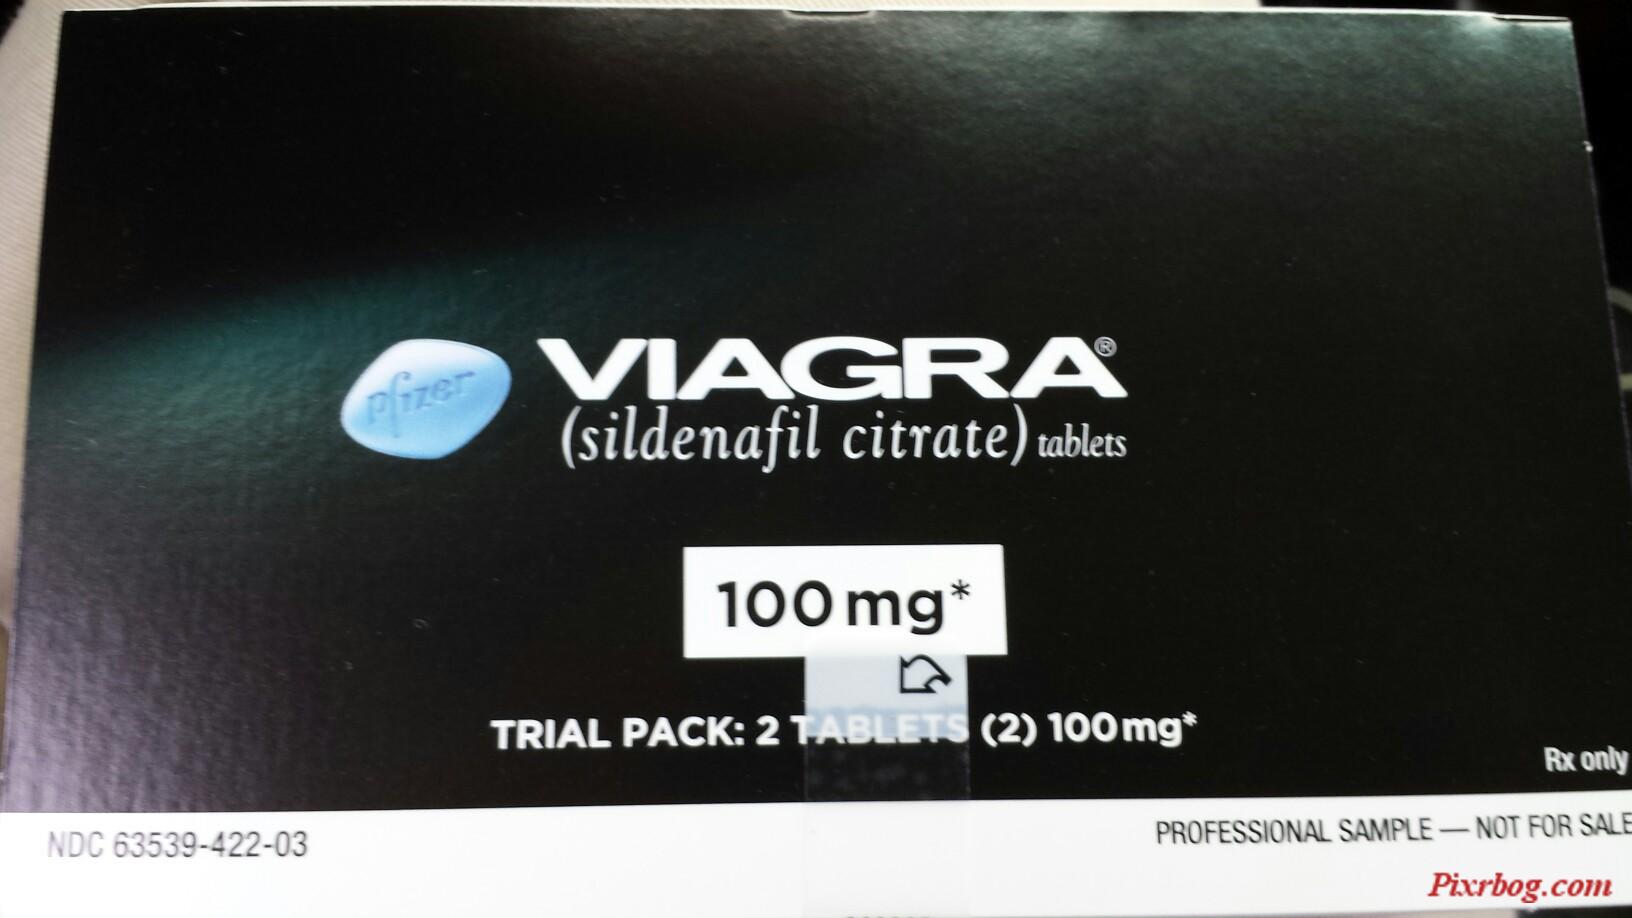 pfizer
VIAGRA®
(sildenafil citrate) tablets
100 mg*
TRIAL PACK: 2 TABLETS (2) 100 mg*
Rx only
NDC 63539-422-03
PROFESSIONAL SAMPLE — NOT FOR SALE
Pixrbog.com